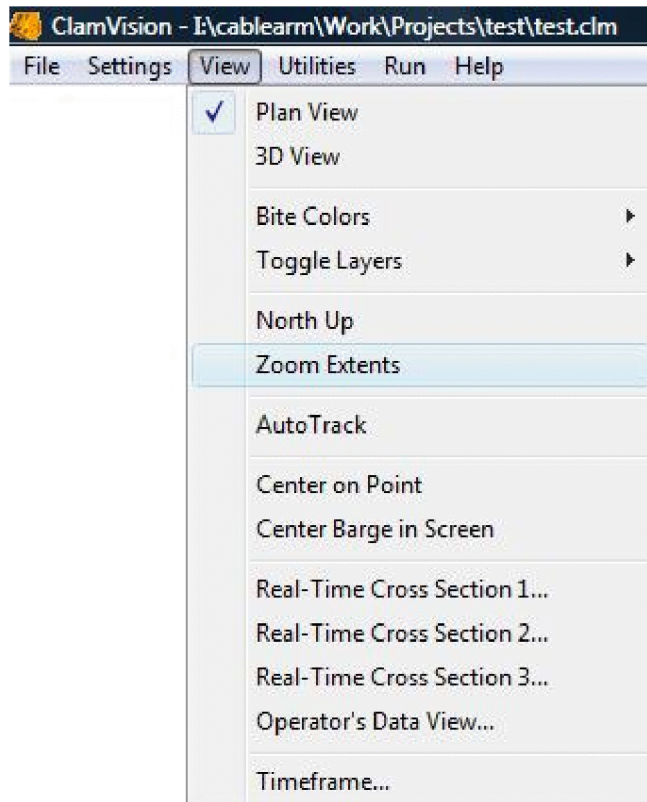 ClamVision - I:\cablearm\Work\Projects\test\test.clm
File Settings View Utilities Run Help
Plan View
3D View
Bite Colors
Toggle Layers
North Up
Zoom Extents
AutoTrack
Center on Point
Center Barge in Screen
Real-Time Cross Section 1...
Real-Time Cross Section 2...
Real-Time Cross Section 3...
Operator's Data View...
Timeframe...